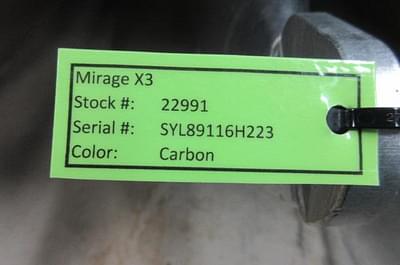 Mirage X3
Stock #: 22991
Serial #: SYL89116H223
Color: Carbon